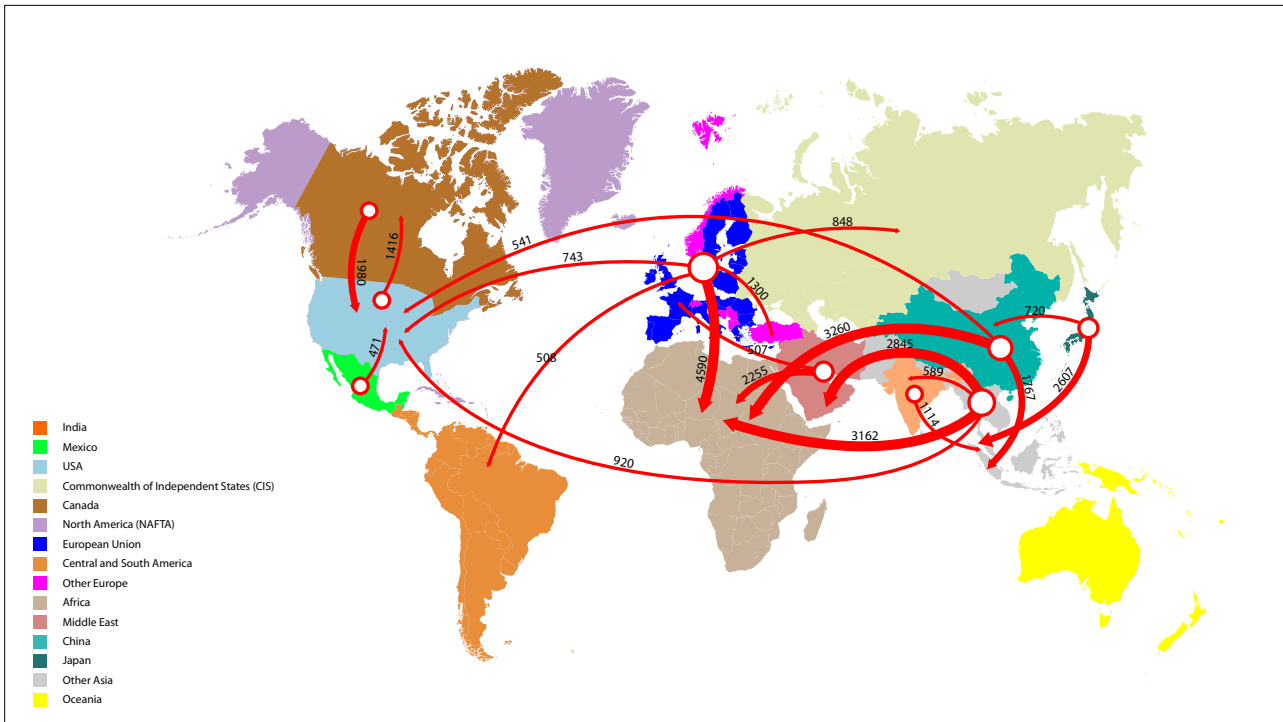 848
541
1416
743
1980
1300
720
3260
2845
471
507
508
589
2255
4590
1767
2607
1114
3162
920
India
Mexico
USA
Commonwealth of Independent States (CIS)
Canada
North America (NAFTA)
European Union
Central and South America
Other Europe
Africa
Middle East
China
Japan
Other Asia
Oceania